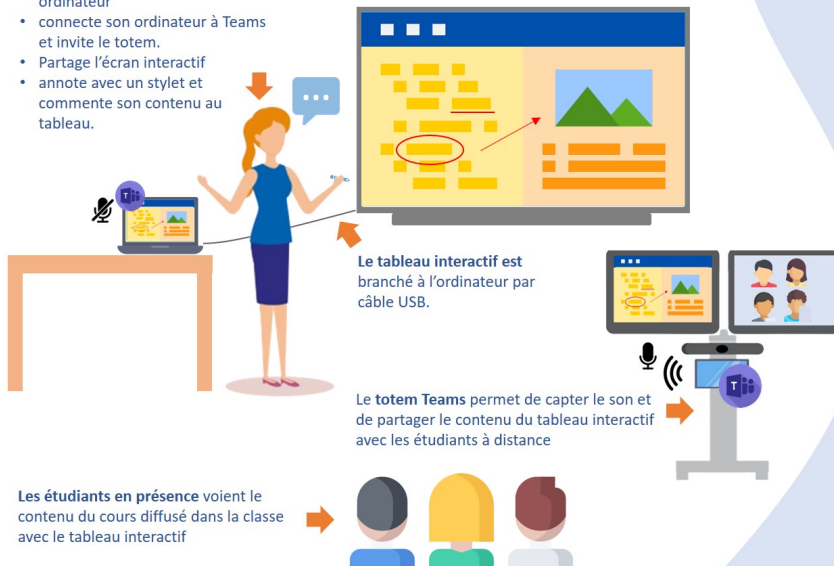 ordinateur
• connecte son ordinateur à Teams
et invite le totem.
• Partage l'écran interactif
• annote avec un stylet et
commente son contenu au
tableau.
Le tableau interactif est
branché à l'ordinateur par
câble USB.
Le totem Teams permet de capter le son et
de partager le contenu du tableau interactif
avec les étudiants à distance
Les étudiants en présence voient le
contenu du cours diffusé dans la classe
avec le tableau interactif